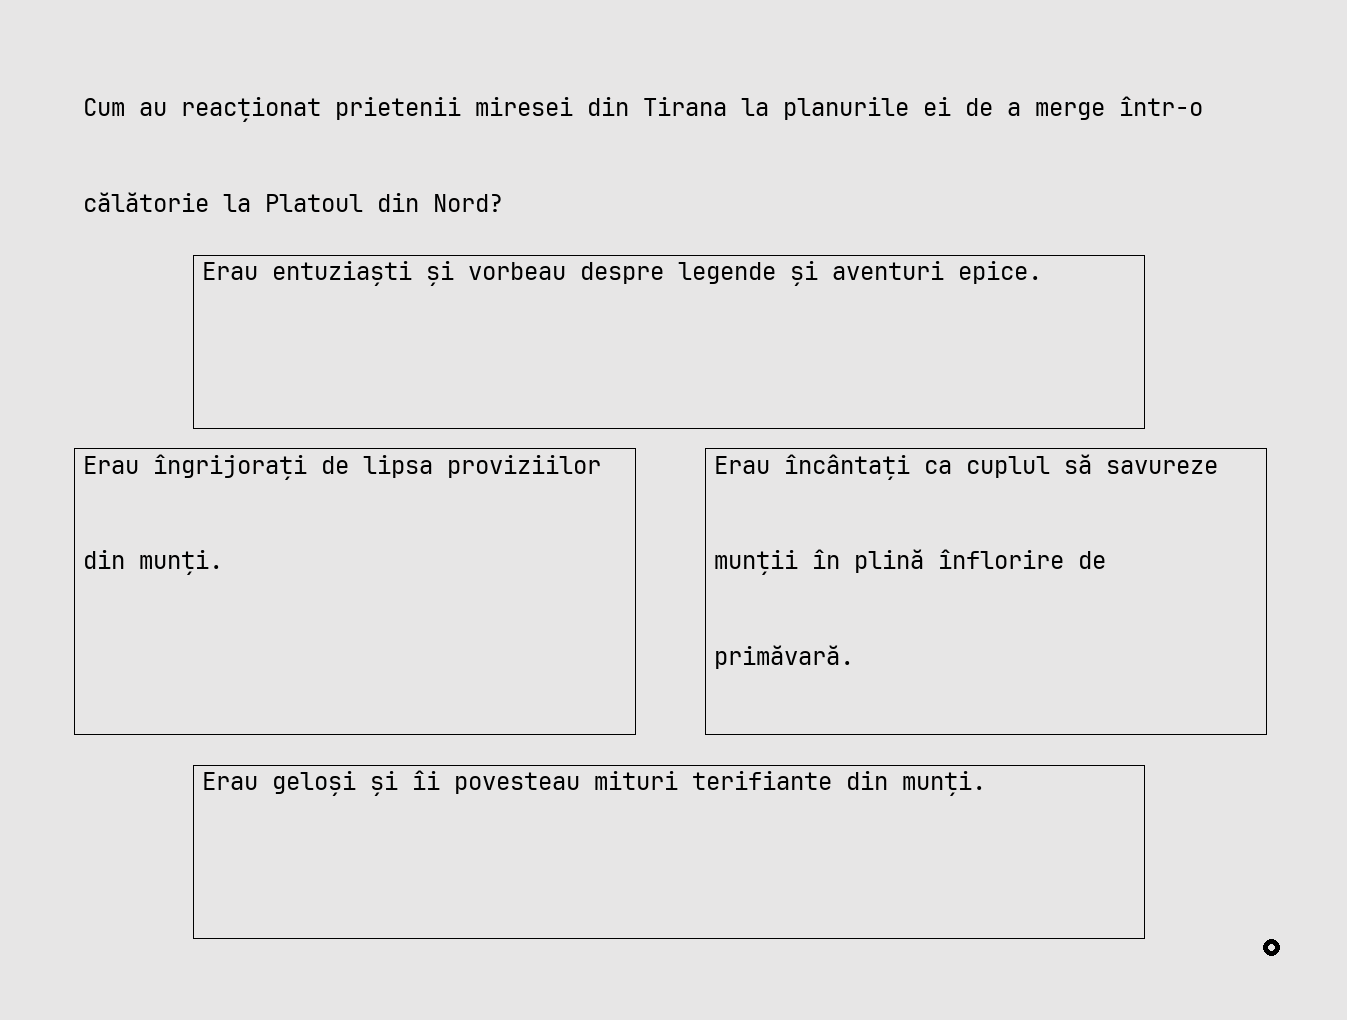 Cum au reacționat prietenii miresei din Tirana la planurile ei de a merge într-o
călătorie la Platoul din Nord?
Erau entuziaști și vorbeau despre legende și aventuri epice.
Erau îngrijorați de lipsa proviziilor
din munți.
Erau încântați ca cuplul să savureze
munții în plină înflorire de
primăvară.
Erau geloși și îi povesteau mituri terifiante din munți.